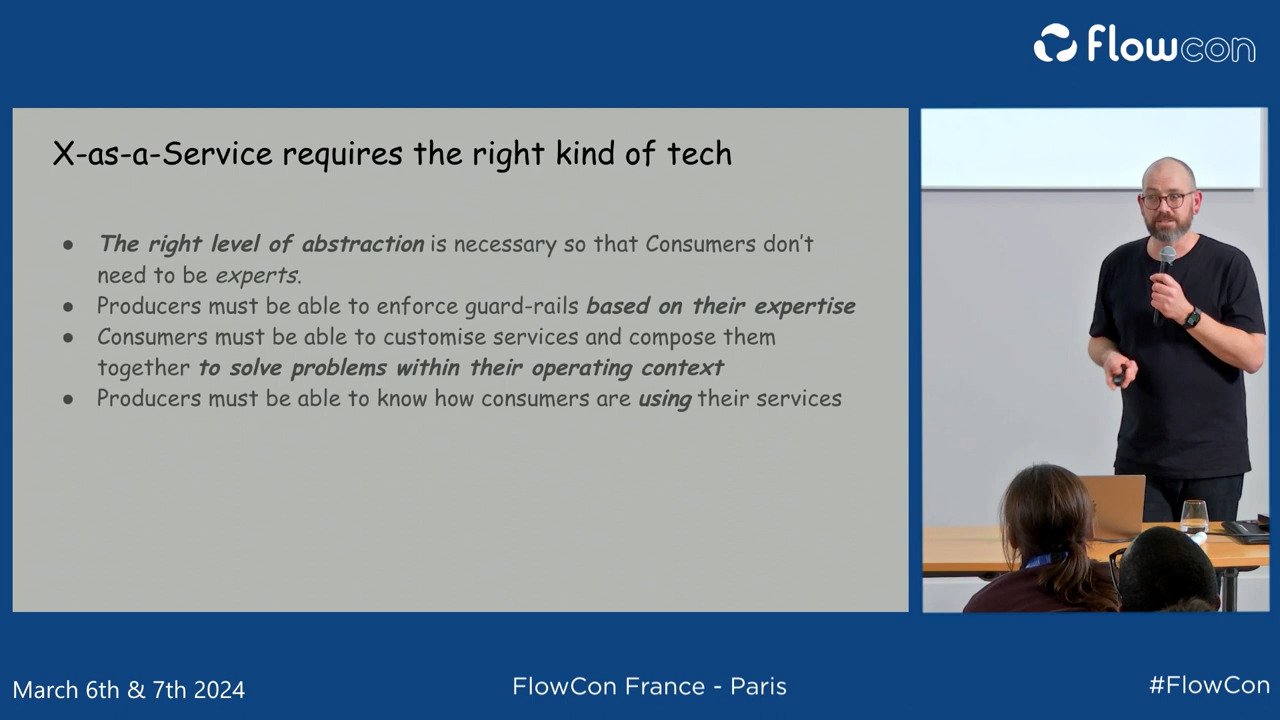 flowcon
X-as-a-Service requires the right kind of tech
● The right level of abstraction is necessary so that Consumers don't
need to be experts.
● Producers must be able to enforce guard-rails based on their expertise
● Consumers must be able to customise services and compose them
together to solve problems within their operating context
● Producers must be able to know how consumers are using their services
March 6th & 7th 2024
FlowCon France - Paris
#FlowCon